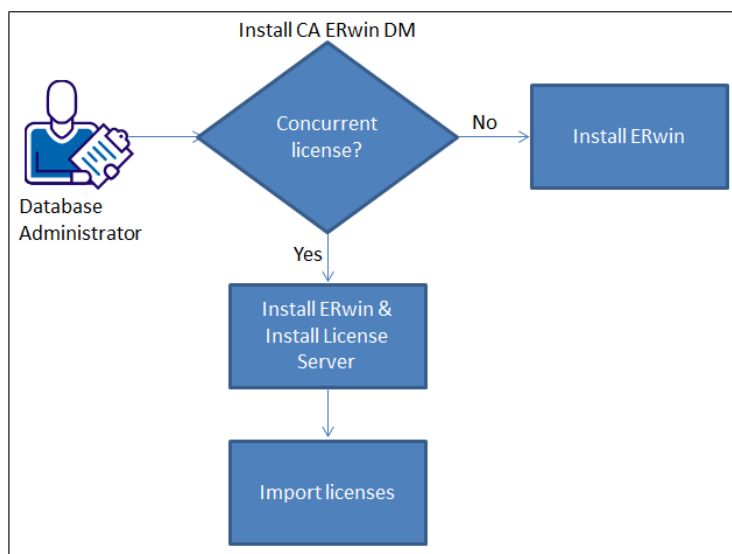 Install CA ERwin DM
Concurrent
license?
No
Install ERwin
Database
Administrator
Yes
Install ERwin &
Install License
Server
Import licenses